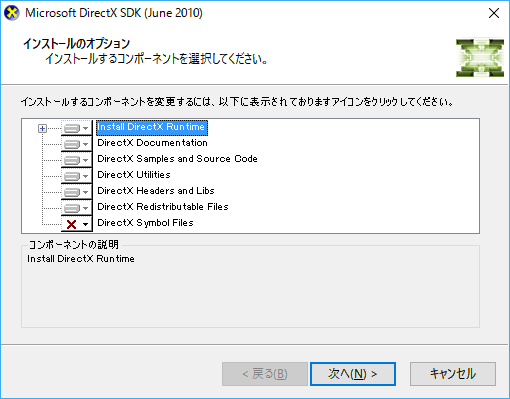 Microsoft DirectX SDK (June 2010)
インストールのオプション
インストールするコンポーネントを選択してください。
インストールするコンポーネントを変更するには、以下に表示されておりますアイコンをクリックしてください。
Install DirectX Runtime
DirectX Documentation
DirectX Samples and Source Code
DirectX Utilities
DirectX Headers and Libs
DirectX Redistributable Files
DirectX Symbol Files
コンポーネントの説明
Install DirectX Runtime
< 戻る(B)
次へ(N) >
キャンセル